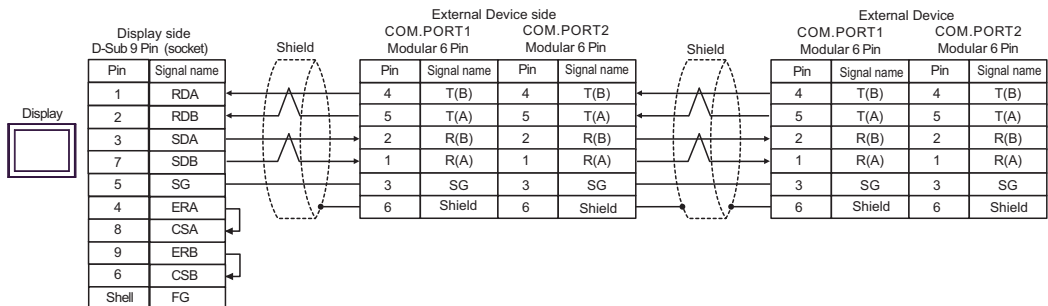 External Device side
External Device
Display side
COM.PORT1 COM.PORT2
COM.PORT1 COM.PORT2
D-Sub 9 Pin (socket)
Shield
Modular 6 Pin Modular 6 Pin
Shield
Modular 6 Pin Modular 6 Pin
Pin Signal name Pin Signal name Pin Signal name Pin Signal name Pin Signal name
1 RDA 4 T(B) 4 T(B) 4 T(B) 4 T(B)
Display
2 RDB 5 T(A) 5 T(A) 5 T(A) 5 T(A)
3 SDA 2 R(B) 2 R(B) 2 R(B) 2 R(B)
7 SDB 1 R(A) 1 R(A) 1 R(A) 1 R(A)
5 SG 3 SG 3 SG 3 SG 3 SG
4 ERA 6 Shield 6 Shield 6 Shield 6 Shield
8 CSA
9 ERB
6 CSB
Shell FG